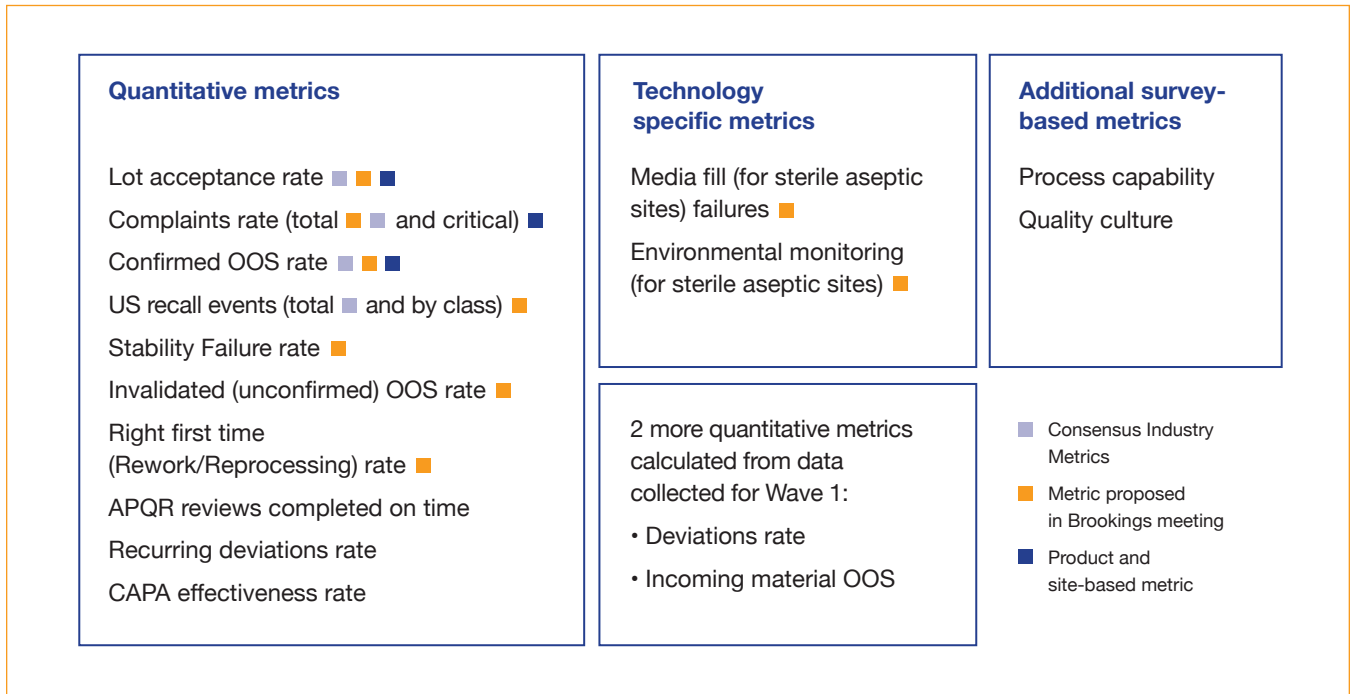 Quantitative metrics
Lot acceptance rate
Complaints rate (total and critical)
Confirmed OOS rate
US recall events (total and by class)
Stability Failure rate
Invalidated (unconfirmed) OOS rate
Right first time
(Rework/Reprocessing) rate
APQR reviews completed on time
Recurring deviations rate
CAPA effectiveness rate
Technology
specific metrics
Media fill (for sterile aseptic
sites) failures
Environmental monitoring
(for sterile aseptic sites)
2 more quantitative metrics
calculated from data
collected for Wave 1:
• Deviations rate
• Incoming material OOS
Additional survey-
based metrics
Process capability
Quality culture
Consensus Industry
Metrics
Metric proposed
in Brookings meeting
Product and
site-based metric